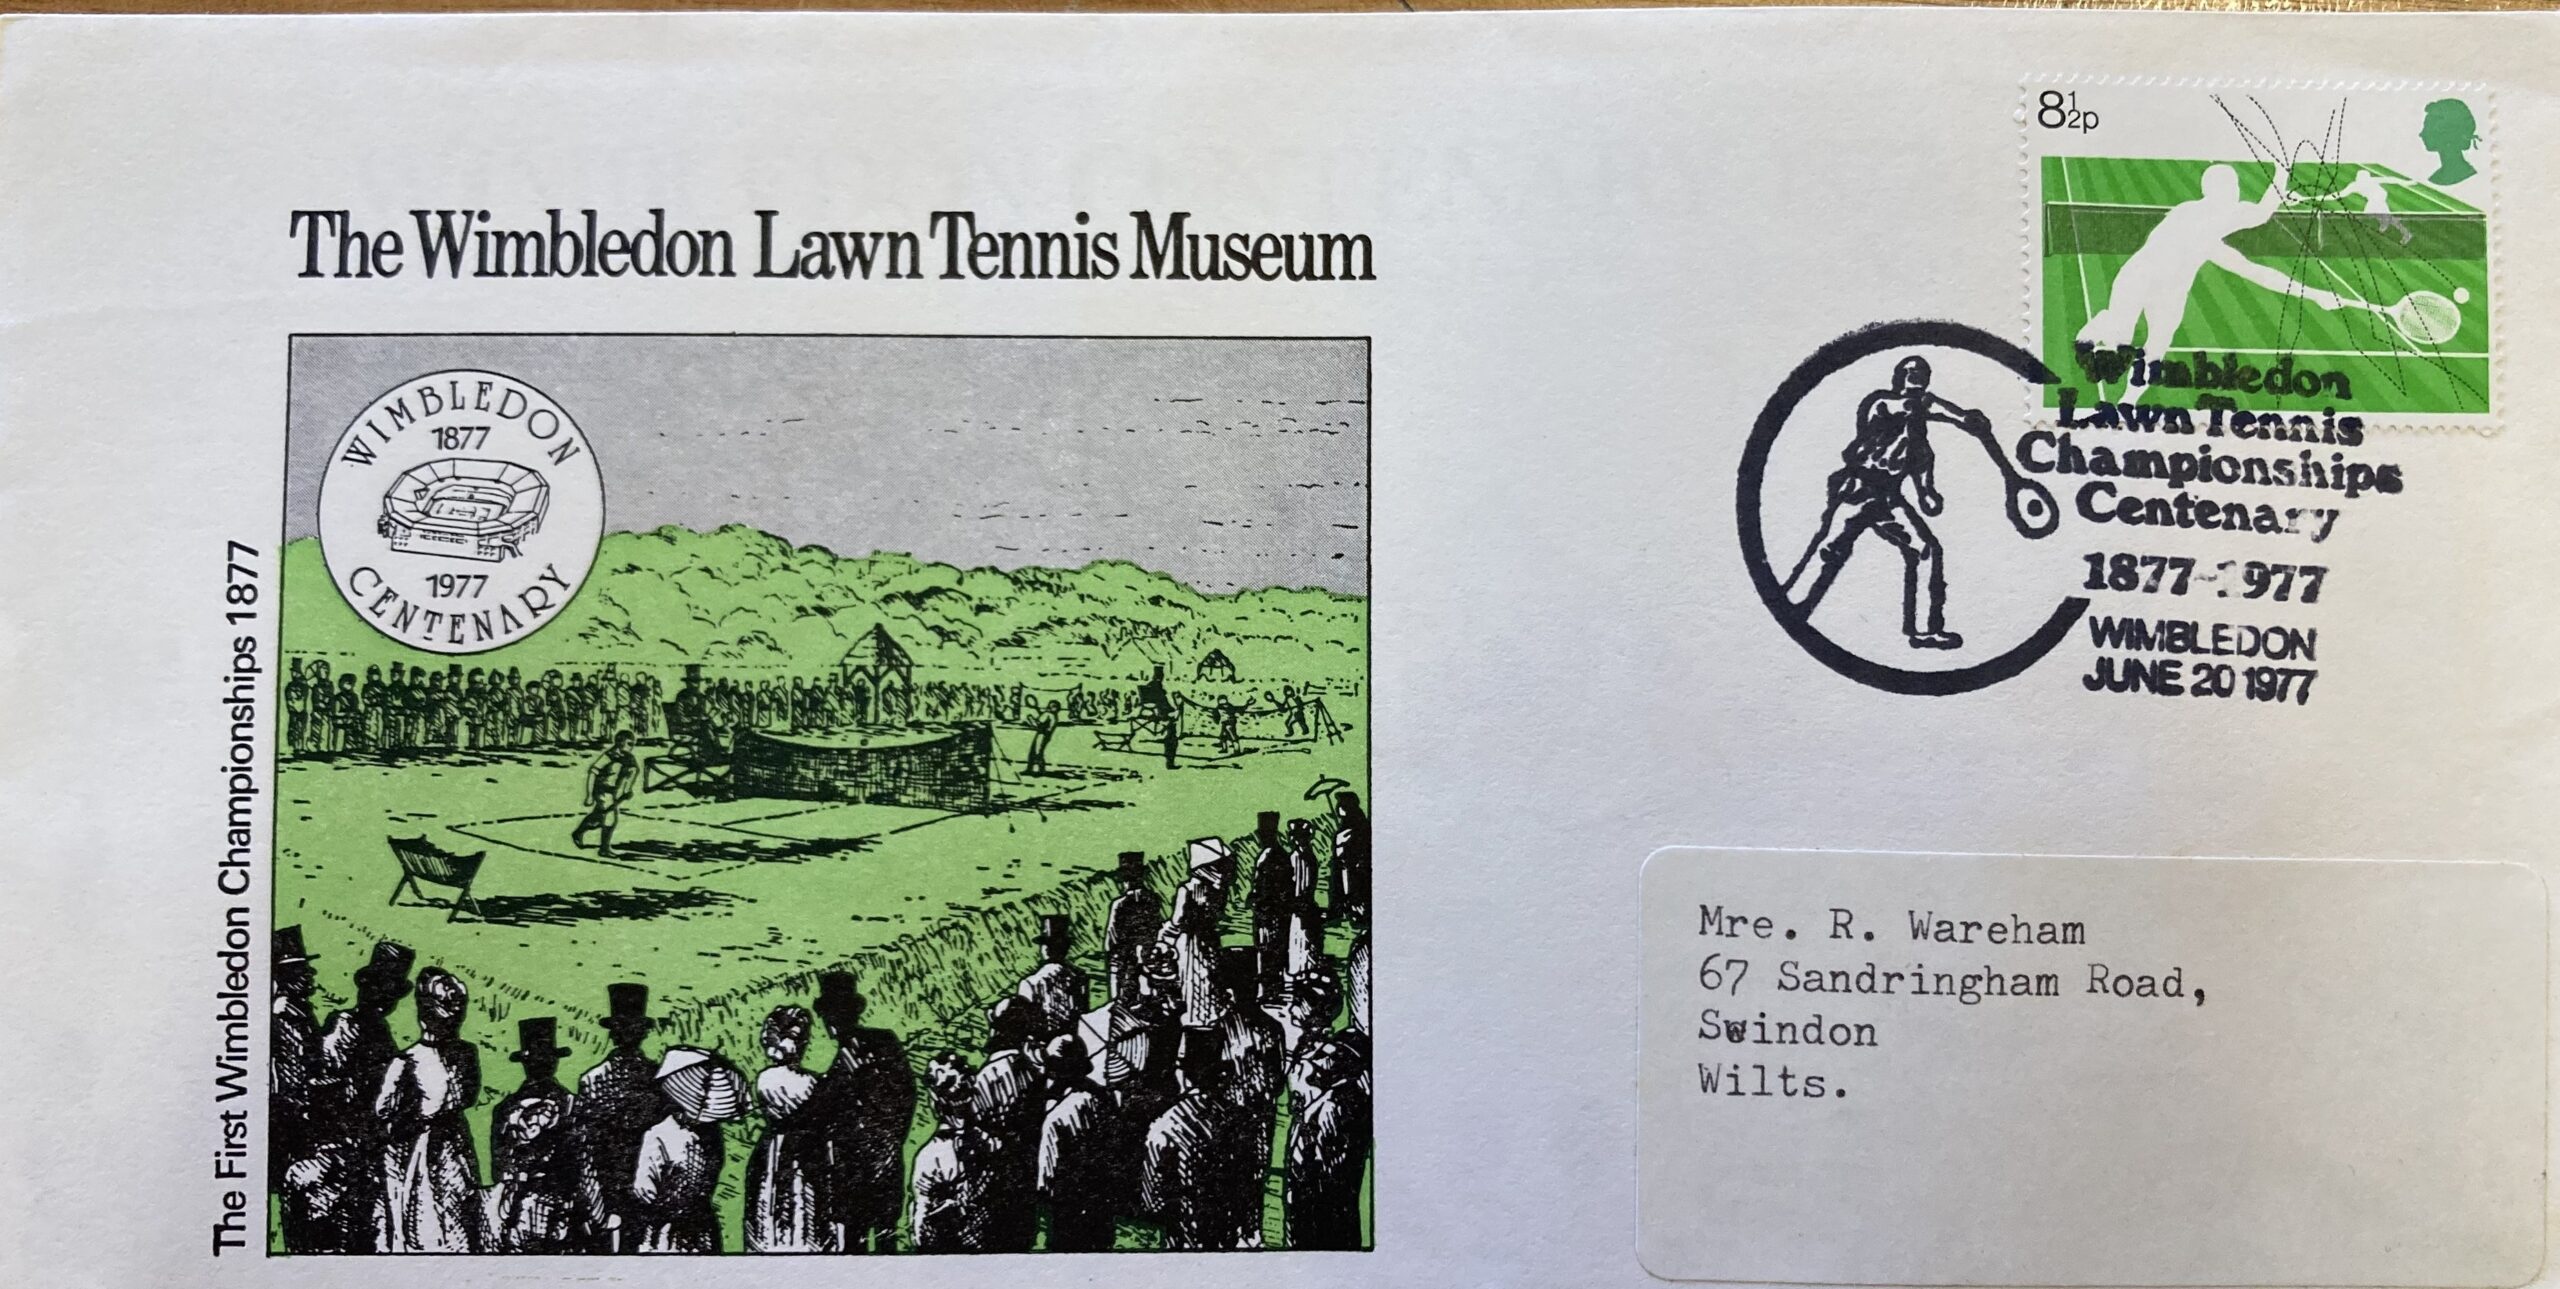 The Wimbledon Lawn Tennis Museum
WIMBLEDON
1877
1977
CENTENARY
The First Wimbledon Championships 1877
8½p
Wimbledon
Lawn Tennis
Championships
Centenary
1877-1977
WIMBLEDON
JUNE 20 1977
Mre. R. Wareham
67 Sandringham Road,
Swindon
Wilts.